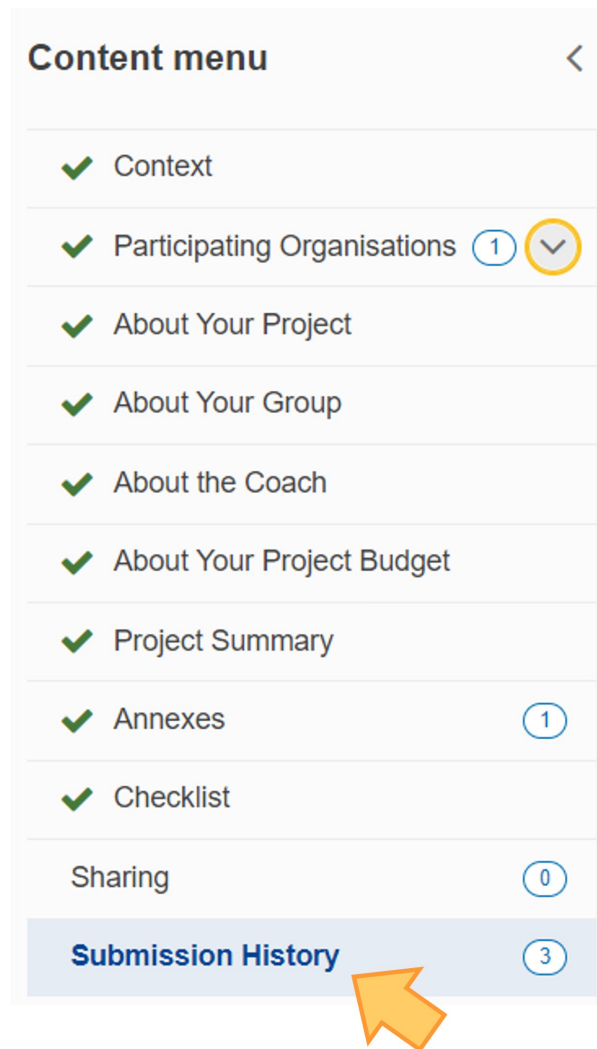 Content menu
Context
Participating Organisations 1
About Your Project
About Your Group
About the Coach
About Your Project Budget
Project Summary
Annexes 1
Checklist
Sharing 0
Submission History 3